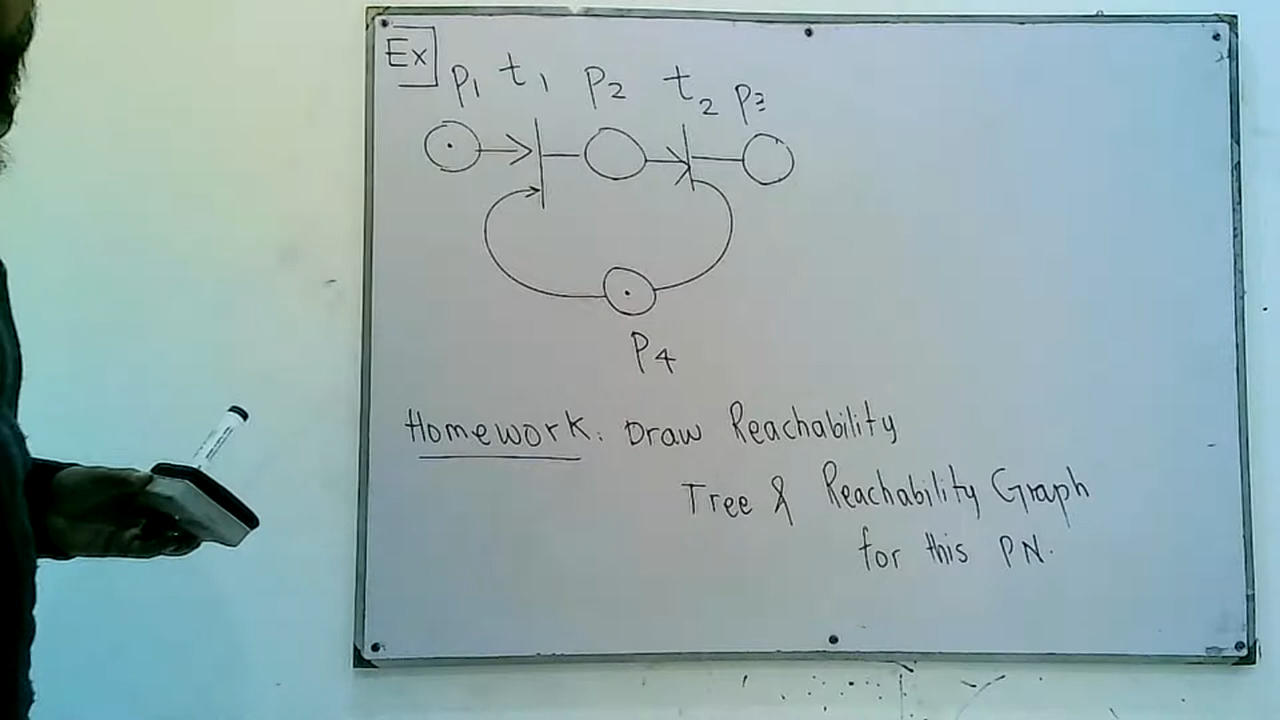 Ex
p1 t1 p2 t2 p3
p4
Homework: Draw Reachability
Tree & Reachability Graph
for this PN.